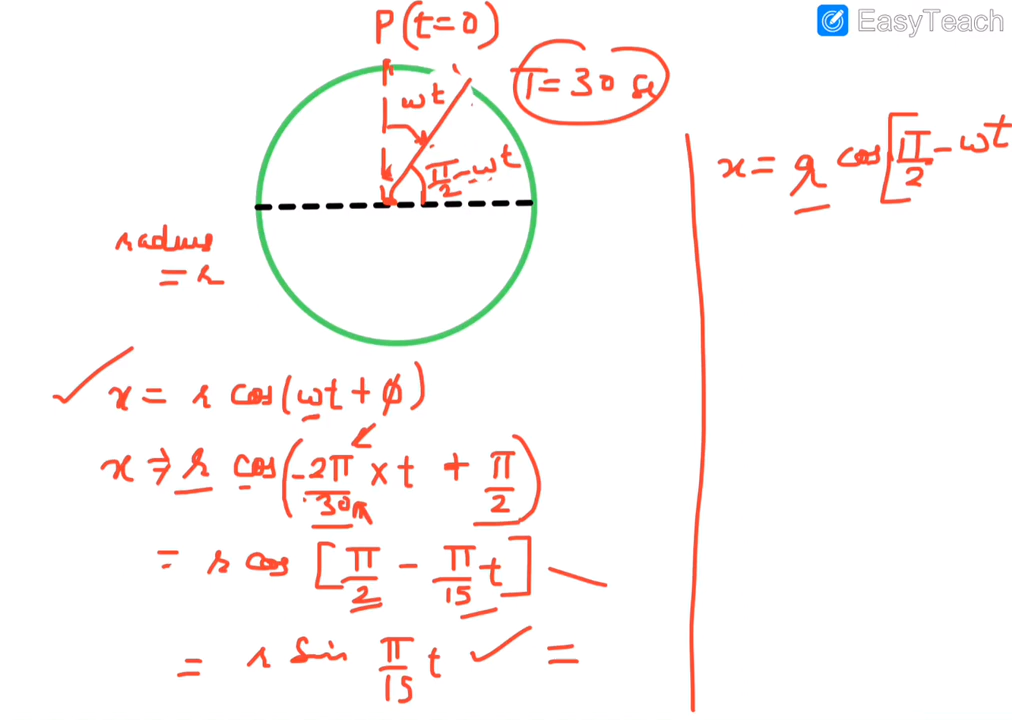 EasyTeach
P(t=0)
T = 30 se
ωt
π/2 - ωt
radius
= r
x = r cos[π/2 - ωt
x = r cos(ωt + ϕ)
x ⇒ r cos(-2π/30 × t + π/2)
= r cos [π/2 - π/15 t]
= r sin π/15 t ✓ =